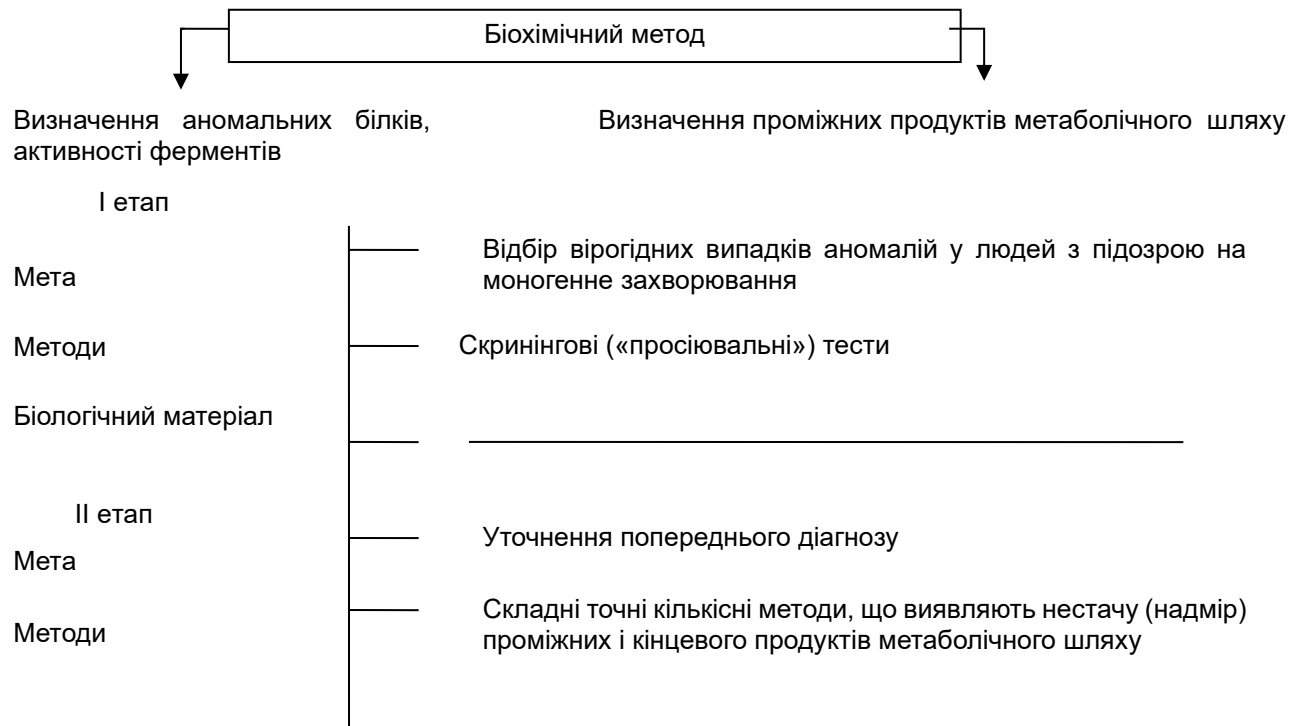 Біохімічний метод
Визначення аномальних білків,
активності ферментів
Визначення проміжних продуктів метаболічного шляху
І етап
Мета
Відбір вірогідних випадків аномалій у людей з підозрою на
моногенне захворювання
Методи
Скринінгові («просіювальні») тести
Біологічний матеріал
ІІ етап
Мета
Уточнення попереднього діагнозу
Методи
Складні точні кількісні методи, що виявляють нестачу (надмір)
проміжних і кінцевого продуктів метаболічного шляху